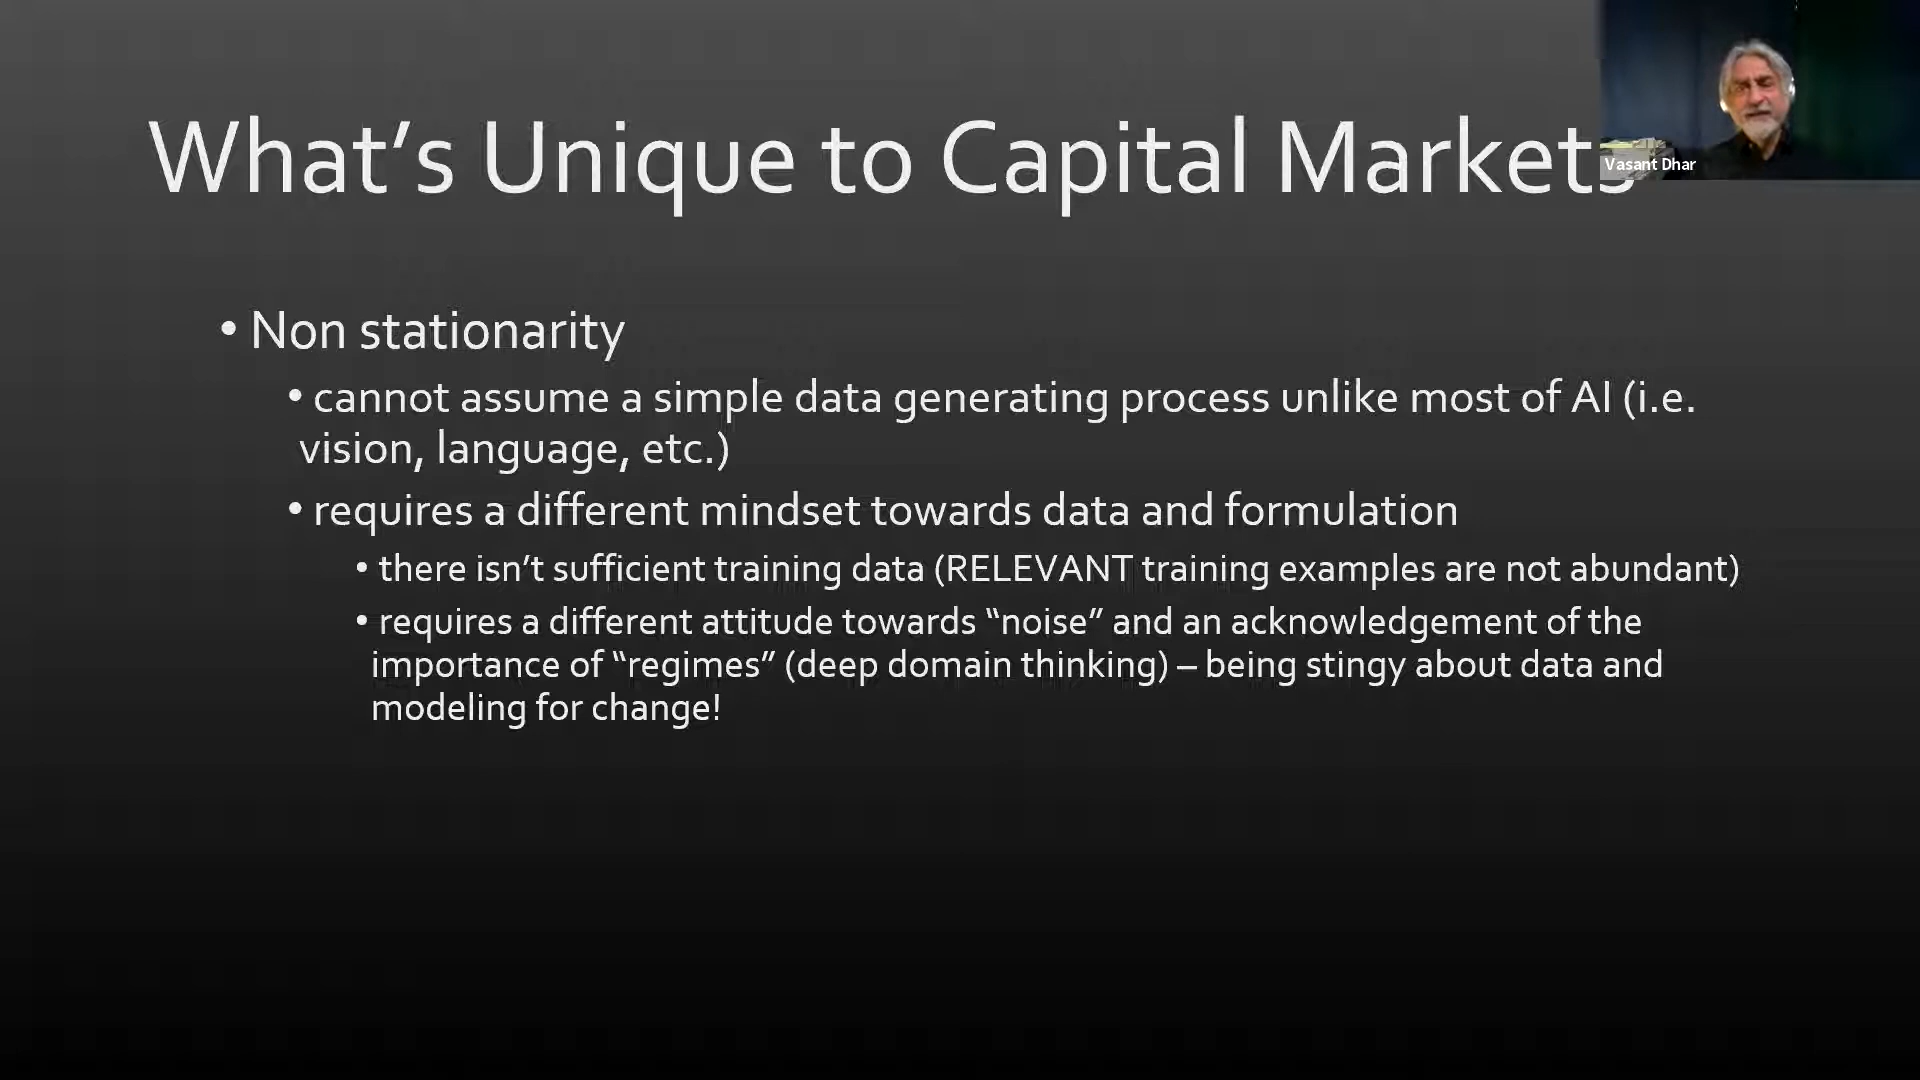 What’s Unique to Capital Markets
Vasant Dhar
• Non stationarity
• cannot assume a simple data generating process unlike most of AI (i.e.
vision, language, etc.)
• requires a different mindset towards data and formulation
• there isn’t sufficient training data (RELEVANT training examples are not abundant)
• requires a different attitude towards “noise” and an acknowledgement of the
importance of “regimes” (deep domain thinking) – being stingy about data and
modeling for change!